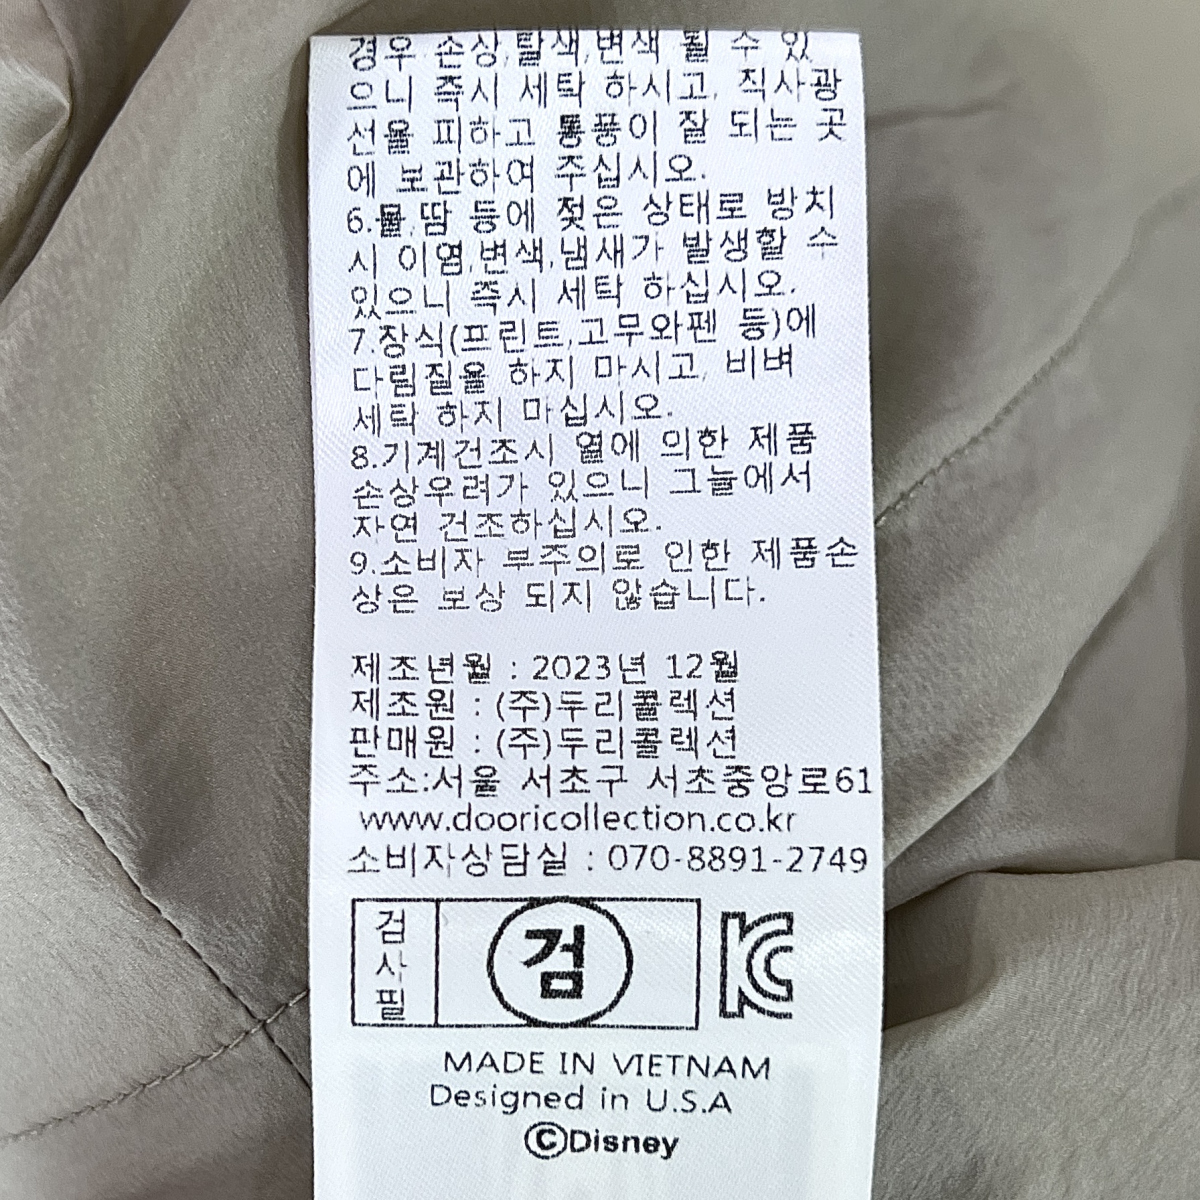 경우 손상,탈색,변색 될 수 있
으니 즉시 세탁 하시고, 직사광
선을 피하고 통풍이 잘 되는 곳
에 보관하여 주십시오.
6.물,땀 등에 젖은 상태로 방치
시 이염,변색,냄새가 발생할 수
있으니 즉시 세탁 하십시오.
7.장식(프린트,고무와펜 등)에
다림질을 하지 마시고, 비벼
세탁 하지 마십시오.
8.기계건조시 열에 의한 제품
손상우려가 있으니 그늘에서
자연 건조하십시오.
9.소비자 부주의로 인한 제품손
상은 보상 되지 않습니다.
제조년월 : 2023년 12월
제조원 : (주)두리콜렉션
판매원 : (주)두리콜렉션
주소:서울 서초구 서초중앙로61
www.dooricollection.co.kr
소비자상담실 : 070-8891-2749
검사필
검
KC
MADE IN VIETNAM
Designed in U.S.A
©Disney